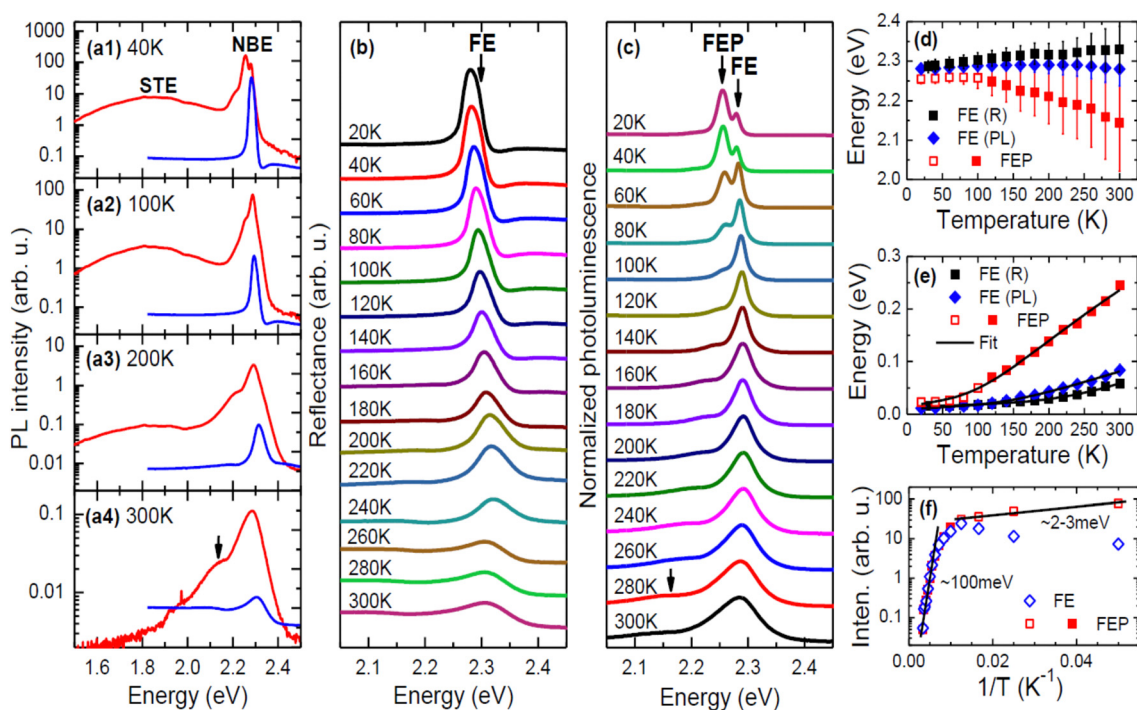 1000
100
10
1
0.1
(a1) 40K
NBE
STE
100
10
1
0.1
(a2) 100K
10
1
0.1
0.01
(a3) 200K
0.1
0.01
(a4) 300K
PL intensity (arb. u.)
1.5 2.0 2.5
Energy (eV)
(b)
FE
20K
40K
60K
80K
100K
120K
140K
160K
180K
200K
220K
240K
260K
280K
300K
Reflectance (arb. u.)
2.1 2.2 2.3 2.4
Energy (eV)
(c)
FEP
FE
20K
40K
60K
80K
100K
120K
140K
160K
180K
200K
220K
240K
260K
280K
300K
Normalized photoluminescence
2.1 2.2 2.3 2.4
Energy (eV)
(d)
2.4
2.3
2.2
2.1
2.0
Energy (eV)
FE (R)
FE (PL)
FEP
0 50 100 150 200 250 300
Temperature (K)
(e)
0.3
0.2
0.1
0.0
Energy (eV)
FE (R)
FE (PL)
FEP
Fit
0 50 100 150 200 250 300
Temperature (K)
(f)
100
10
1
0.1
0.01
Inten. (arb. u.)
~2-3meV
~100meV
FE
FEP
0.00 0.02 0.04
1/T (K⁻¹)